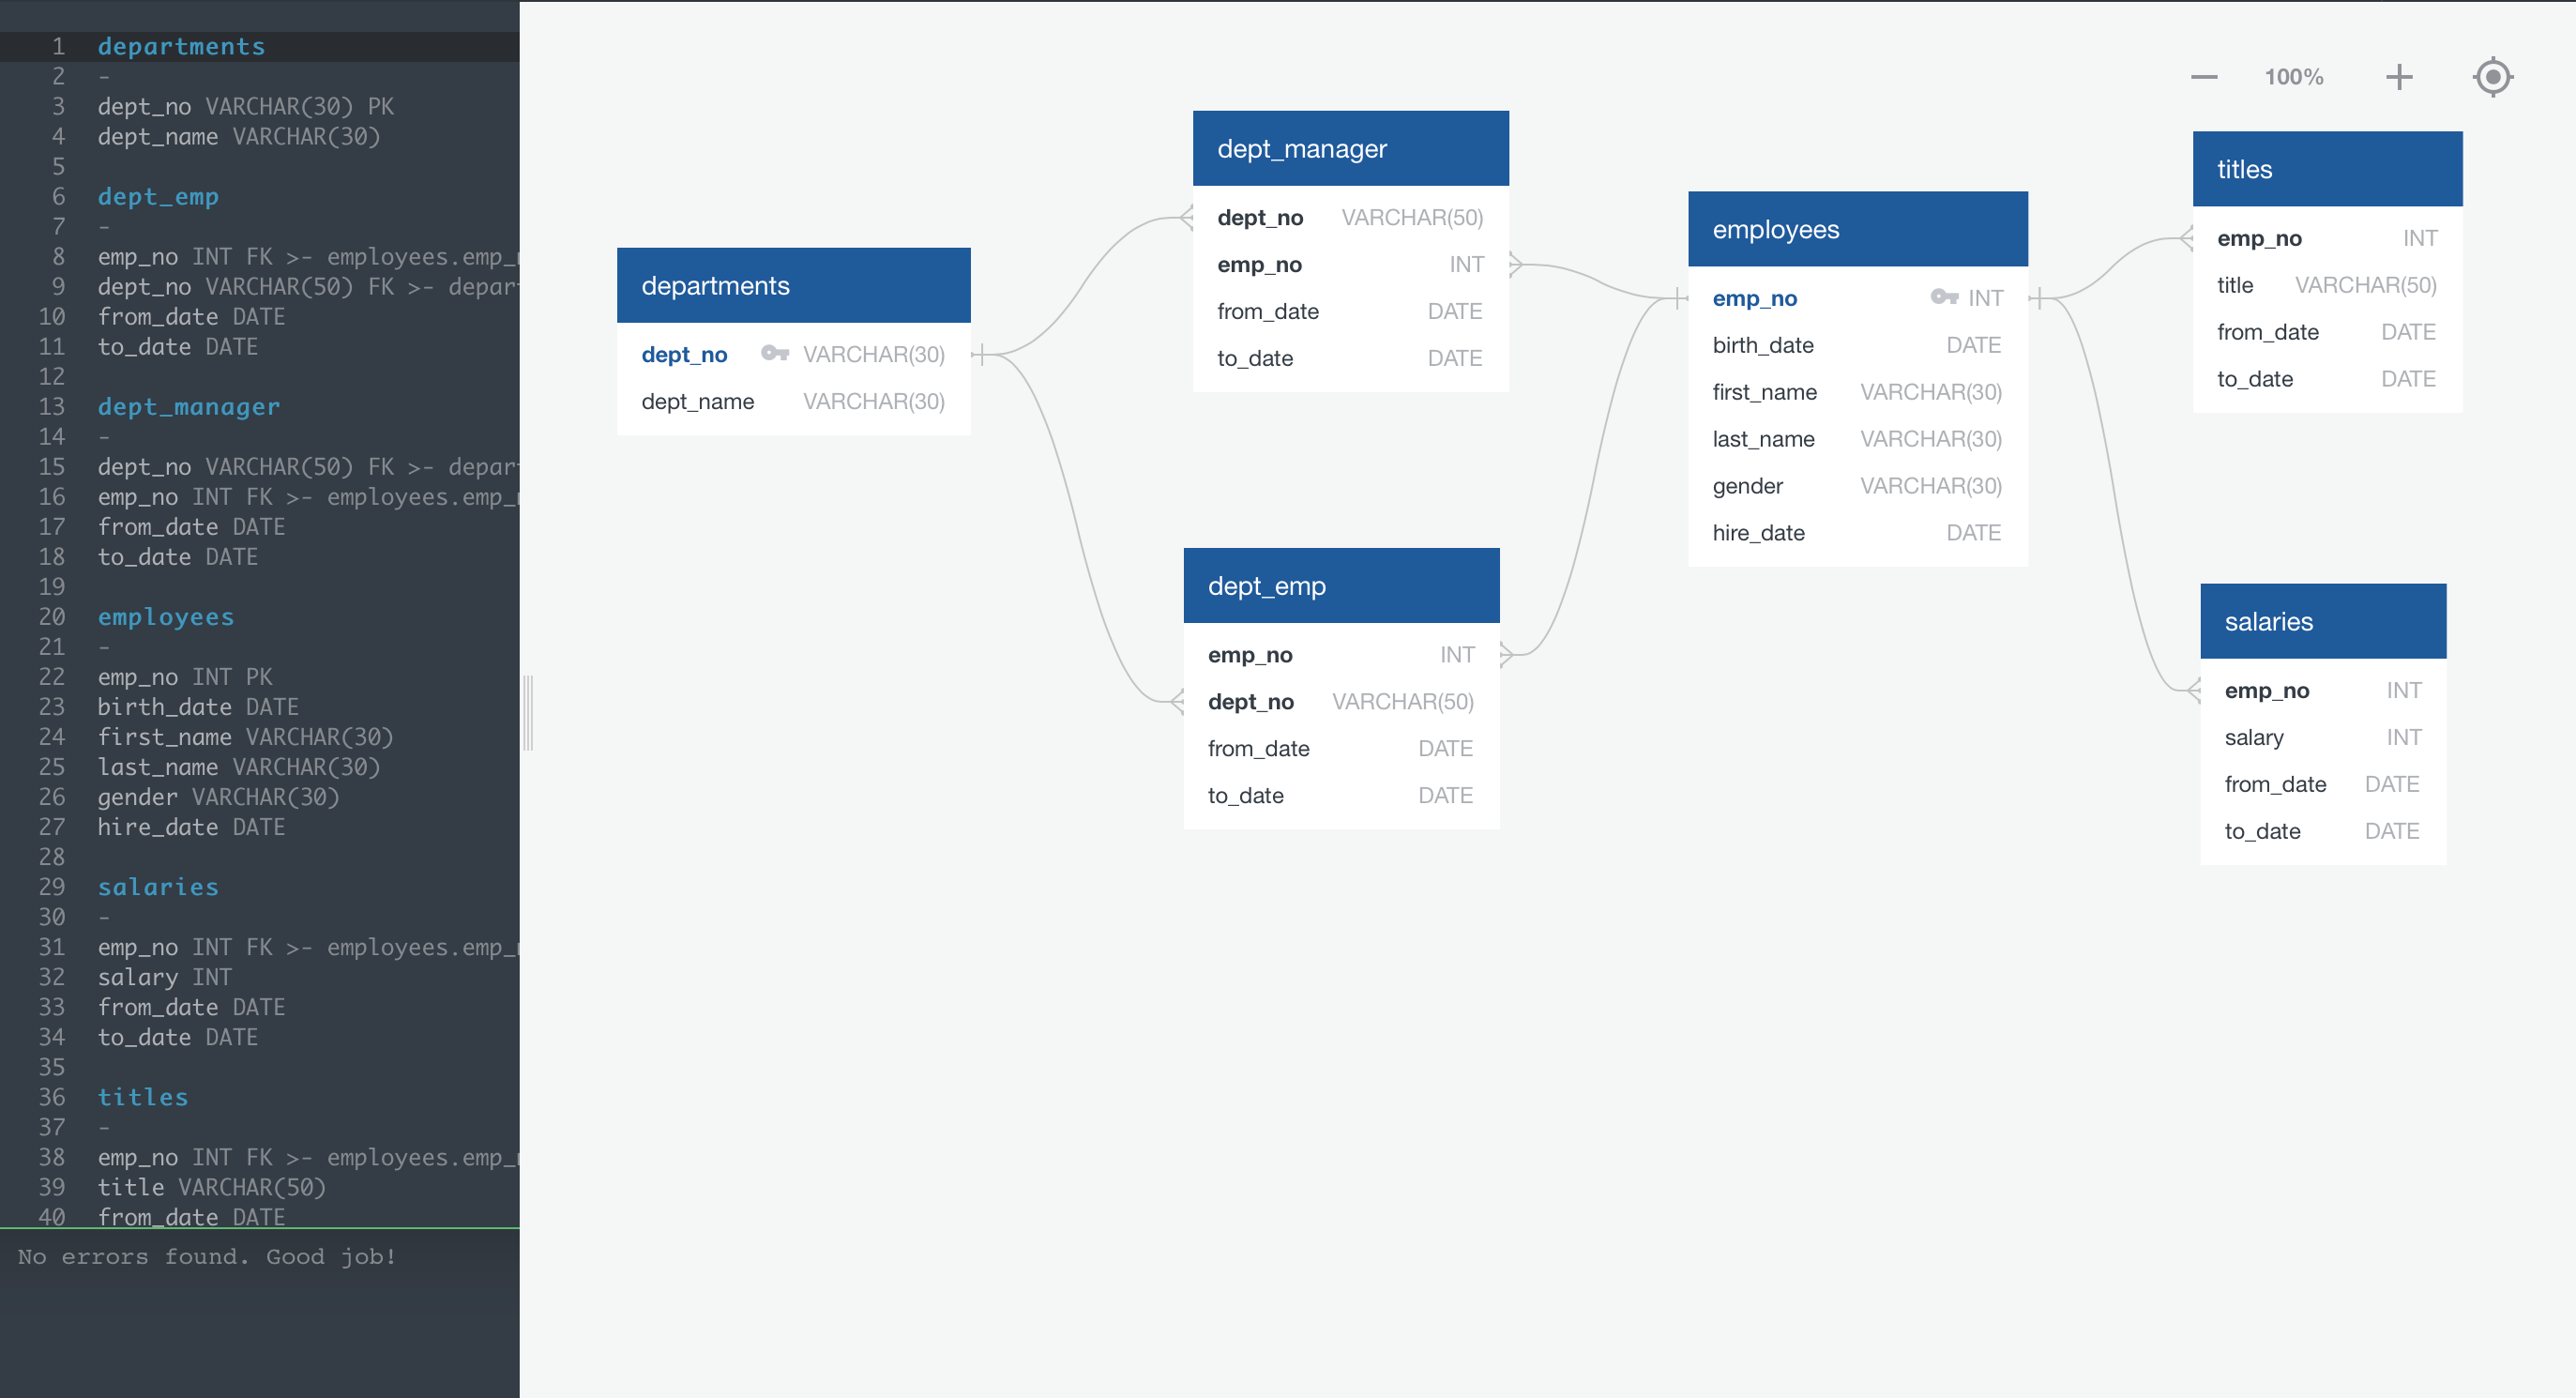 1 departments
2 -
3 dept_no VARCHAR(30) PK
4 dept_name VARCHAR(30)
5
6 dept_emp
7 -
8 emp_no INT FK >- employees.emp_
9 dept_no VARCHAR(50) FK >- depar
10 from_date DATE
11 to_date DATE
12
13 dept_manager
14 -
15 dept_no VARCHAR(50) FK >- depar
16 emp_no INT FK >- employees.emp_
17 from_date DATE
18 to_date DATE
19
20 employees
21 -
22 emp_no INT PK
23 birth_date DATE
24 first_name VARCHAR(30)
25 last_name VARCHAR(30)
26 gender VARCHAR(30)
27 hire_date DATE
28
29 salaries
30 -
31 emp_no INT FK >- employees.emp_
32 salary INT
33 from_date DATE
34 to_date DATE
35
36 titles
37 -
38 emp_no INT FK >- employees.emp_
39 title VARCHAR(50)
40 from_date DATE
No errors found. Good job!
100%
departments
dept_no VARCHAR(30)
dept_name VARCHAR(30)
dept_manager
dept_no VARCHAR(50)
emp_no INT
from_date DATE
to_date DATE
dept_emp
emp_no INT
dept_no VARCHAR(50)
from_date DATE
to_date DATE
employees
emp_no INT
birth_date DATE
first_name VARCHAR(30)
last_name VARCHAR(30)
gender VARCHAR(30)
hire_date DATE
titles
emp_no INT
title VARCHAR(50)
from_date DATE
to_date DATE
salaries
emp_no INT
salary INT
from_date DATE
to_date DATE